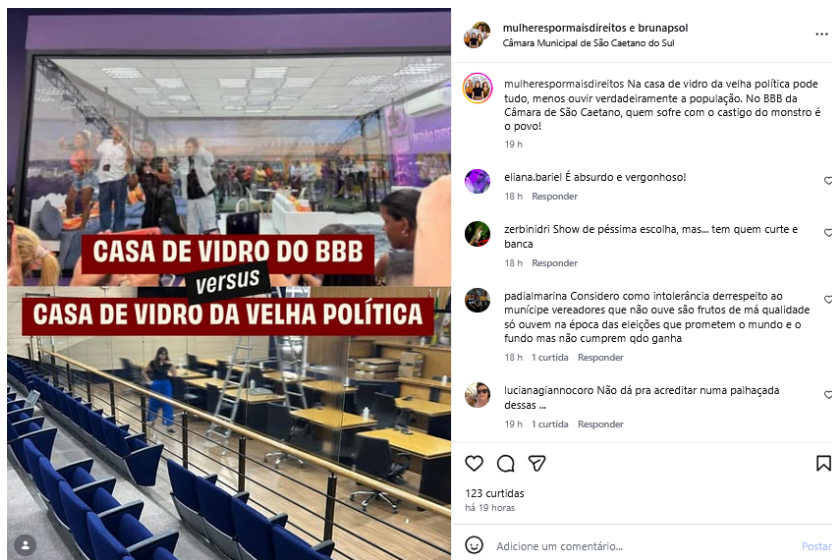 CASA DE VIDRO DO BBB
versus
CASA DE VIDRO DA VELHA POLÍTICA
mulherespormaisdireitos e brunapsol
Câmara Municipal de São Caetano do Sul
mulherespormaisdireitos Na casa de vidro da velha política pode
tudo, menos ouvir verdadeiramente a população. No BBB da
Câmara de São Caetano, quem sofre com o castigo do monstro é
o povo!
19 h
eliana.bariel É absurdo e vergonhoso!
18 h Responder
zerbinidri Show de péssima escolha, mas... tem quem curte e
banca
18 h Responder
padialmarina Considero como intolerância derrespeito ao
munícipe vereadores que não ouve são frutos de má qualidade
só ouvem na época das eleições que prometem o mundo e o
fundo mas não cumprem qdo ganha
18 h 1 curtida Responder
lucianagiannocoro Não dá pra acreditar numa palhaçada
dessas ...
19 h 1 curtida Responder
123 curtidas
há 19 horas
Adicione um comentário...
Postar